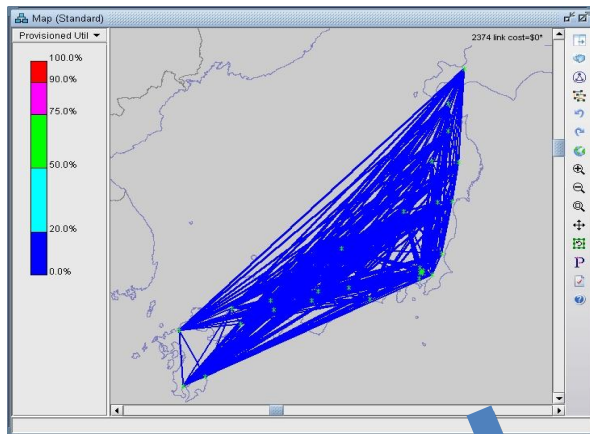 Map (Standard)
Provisioned Util
2374 link cost=$0*
100.0%
90.0%
75.0%
50.0%
20.0%
0.0%
P